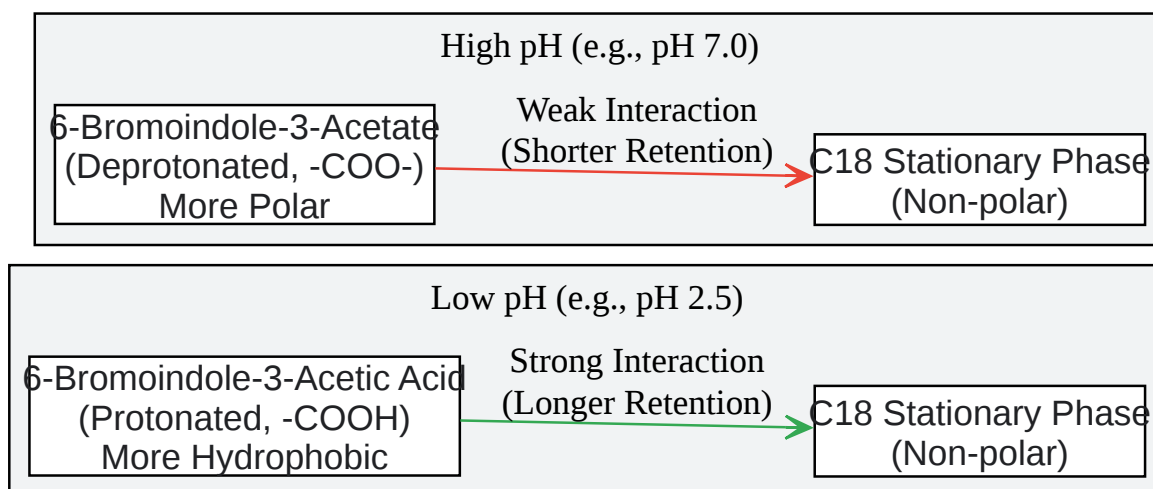 High pH (e.g., pH 7.0)
6-Bromoindole-3-Acetate
(Deprotonated, -COO-)
More Polar
Weak Interaction
(Shorter Retention)
C18 Stationary Phase
(Non-polar)
Low pH (e.g., pH 2.5)
6-Bromoindole-3-Acetic Acid
(Protonated, -COOH)
More Hydrophobic
Strong Interaction
(Longer Retention)
C18 Stationary Phase
(Non-polar)